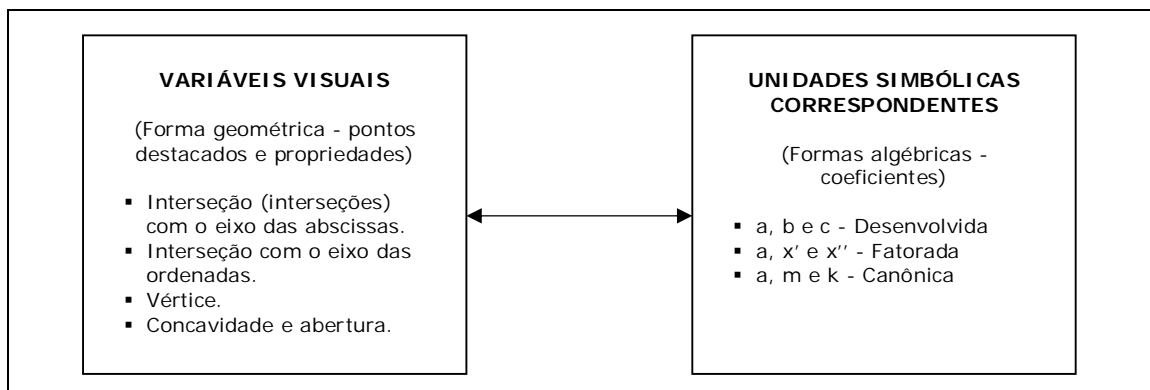 VARIÁVEIS VISUAIS
(Forma geométrica - pontos
destacados e propriedades)
▪ Interseção (interseções)
com o eixo das abscissas.
▪ Interseção com o eixo das
ordenadas.
▪ Vértice.
▪ Concavidade e abertura.
UNIDADES SIMBÓLICAS
CORRESPONDENTES
(Formas algébricas -
coeficientes)
▪ a, b e c - Desenvolvida
▪ a, x' e x'' - Fatorada
▪ a, m e k - Canônica